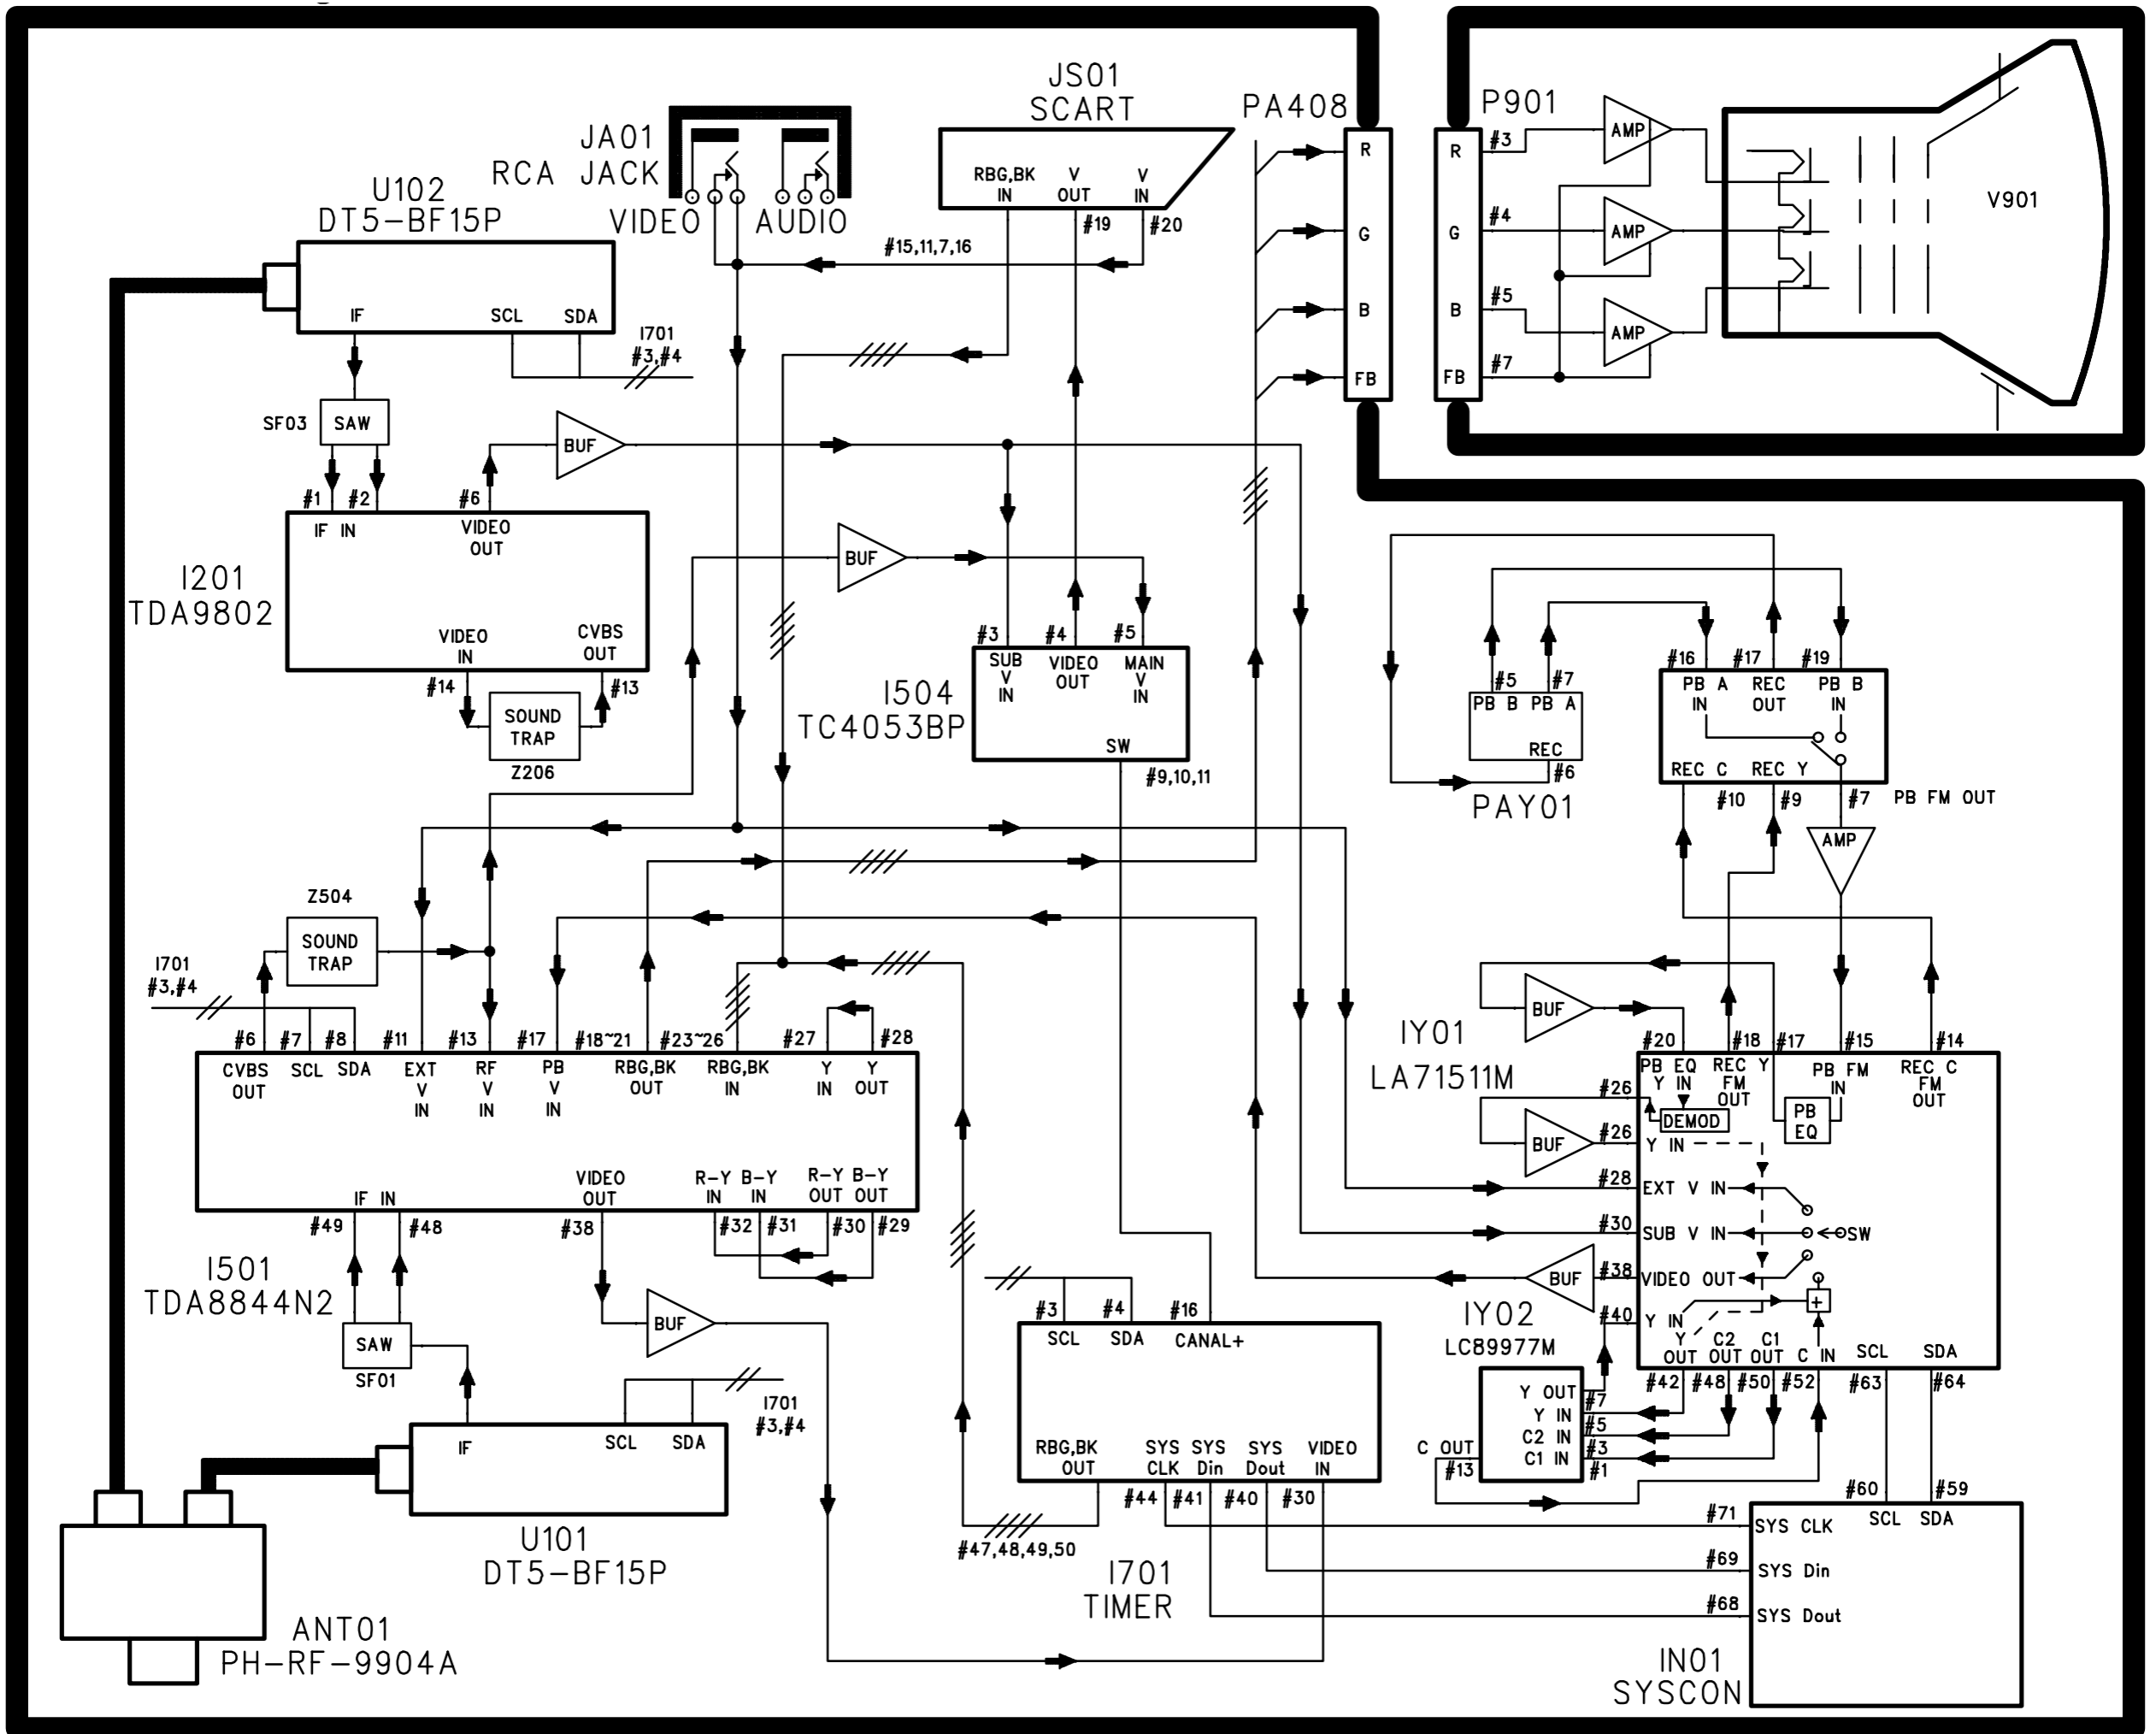 JS01
SCART
PA408
P901
JA01
RCA JACK
VIDEO
AUDIO
RBG,BK
IN
V
OUT
V
IN
#19
#20
#15,11,7,16
R
G
B
FB
R
G
B
FB
#3
#4
#5
#7
AMP
AMP
AMP
V901
U102
DT5-BF15P
IF
SCL
SDA
I701
#3,#4
SF03
SAW
#1
#2
#6
IF IN
VIDEO
OUT
BUF
I201
TDA9802
VIDEO
IN
CVBS
OUT
#14
#13
SOUND
TRAP
Z206
BUF
#3
#4
#5
SUB
V
IN
VIDEO
OUT
MAIN
V
IN
SW
I504
TC4053BP
#9,10,11
#5
#7
PB B
PB A
REC
#6
PAY01
#16
#17
#19
PB A
IN
REC
OUT
PB B
IN
REC C
REC Y
#10
#9
#7
PB FM OUT
AMP
Z504
SOUND
TRAP
I701
#3,#4
#6
#7
#8
#11
#13
#17
#18~21
#23~26
#27
#28
CVBS
OUT
SCL
SDA
EXT
V
IN
RF
V
IN
PB
V
IN
RBG,BK
OUT
RBG,BK
IN
Y
IN
Y
OUT
IF IN
VIDEO
OUT
R-Y
IN
B-Y
IN
R-Y
OUT
B-Y
OUT
#49
#48
#38
#32
#31
#30
#29
I501
TDA8844N2
SAW
SF01
BUF
IF
SCL
SDA
I701
#3,#4
U101
DT5-BF15P
ANT01
PH-RF-9904A
#3
#4
#16
SCL
SDA
CANAL+
RBG,BK
OUT
SYS
CLK
SYS
Din
SYS
Dout
VIDEO
IN
#44
#41
#40
#30
#47,48,49,50
I701
TIMER
BUF
IY01
LA71511M
#20
#18
#17
#15
#14
PB EQ
Y IN
REC Y
FM
OUT
PB FM
IN
REC C
FM
OUT
DEMOD
PB
EQ
#26
BUF
#26
Y IN
#28
EXT V IN
#30
SUB V IN
SW
BUF
#38
VIDEO OUT
#40
Y IN
+
Y
OUT
C2
OUT
C1
OUT
C IN
SCL
SDA
#42
#48
#50
#52
#63
#64
IY02
LC89977M
Y OUT
#7
Y IN
#5
C2 IN
#3
C1 IN
#1
C OUT
#13
#60
#59
SCL
SDA
#71
SYS CLK
#69
SYS Din
#68
SYS Dout
IN01
SYSCON